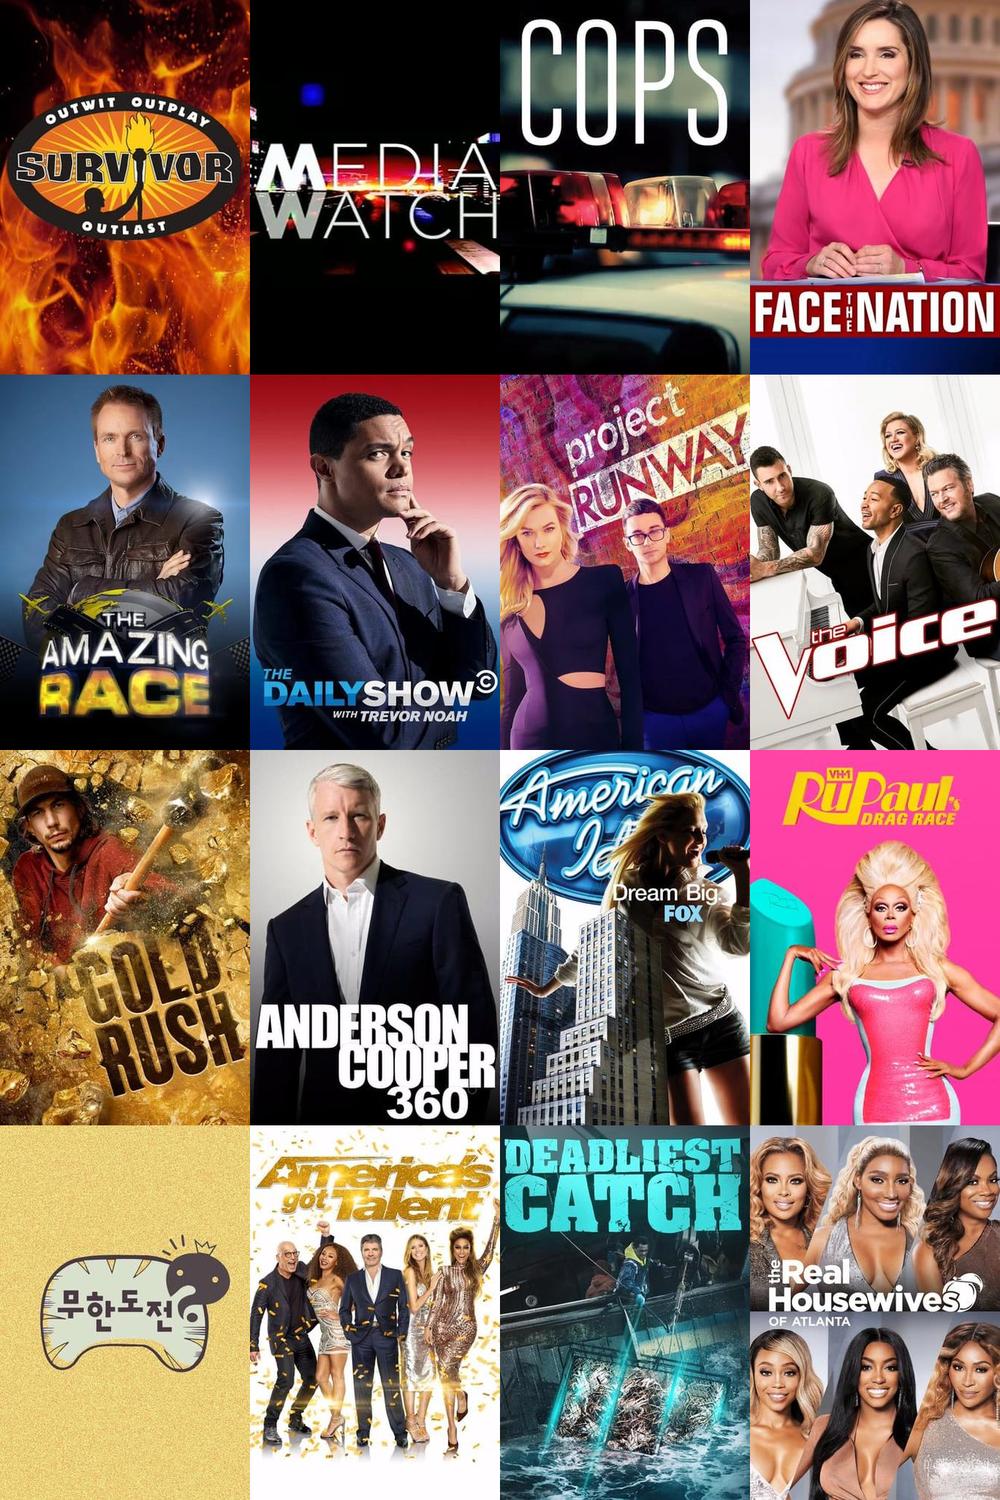 OUTWIT OUTPLAY
SURVIVOR
OUTLAST
MEDIA
WATCH
COPS
FACE THE NATION
THE
AMAZING
RACE
THE
DAILYSHOW
WITH TREVOR NOAH
project
RUNWAY
the
Voice
GOLD
RUSH
ANDERSON
COOPER
360
American
Idol
Dream Big.
FOX
VH1
RuPaul's
DRAG RACE
무한도전
America's
got Talent
DEADLIEST
CATCH
the Real
Housewives
OF ATLANTA